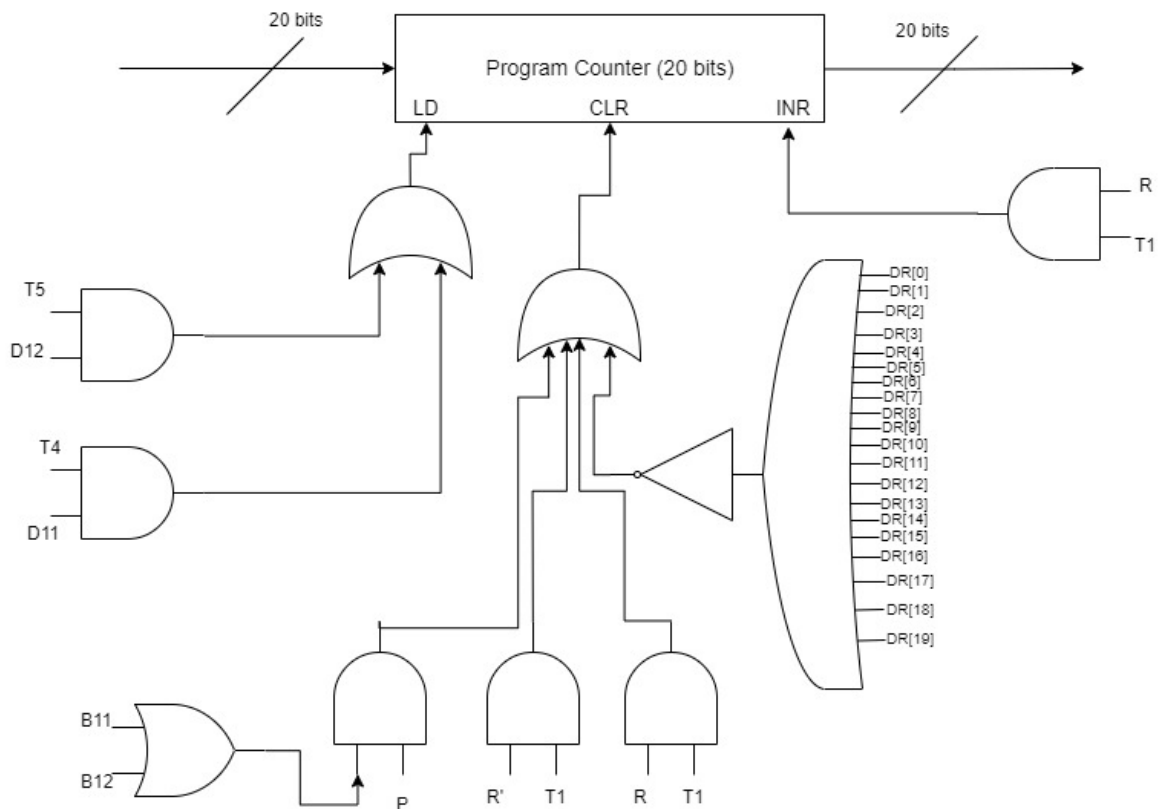 20 bits
20 bits
Program Counter (20 bits)
LD
CLR
INR
R
T1
T5
D12
T4
D11
DR[0]
DR[1]
DR[2]
DR[3]
DR[4]
DR[5]
DR[6]
DR[7]
DR[8]
DR[9]
DR[10]
DR[11]
DR[12]
DR[13]
DR[14]
DR[15]
DR[16]
DR[17]
DR[18]
DR[19]
B11
B12
P
R'
T1
R
T1